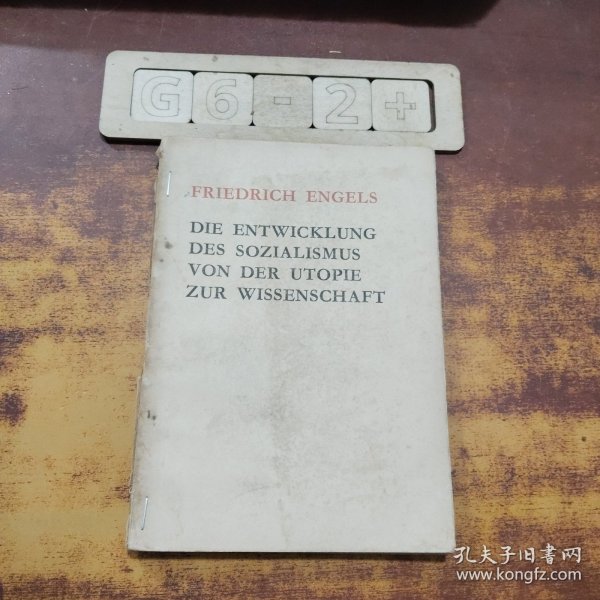 G6-2+
FRIEDRICH ENGELS
DIE ENTWICKLUNG
DES SOZIALISMUS
VON DER UTOPIE
ZUR WISSENSCHAFT
孔夫子旧书网
www.kongfz.com